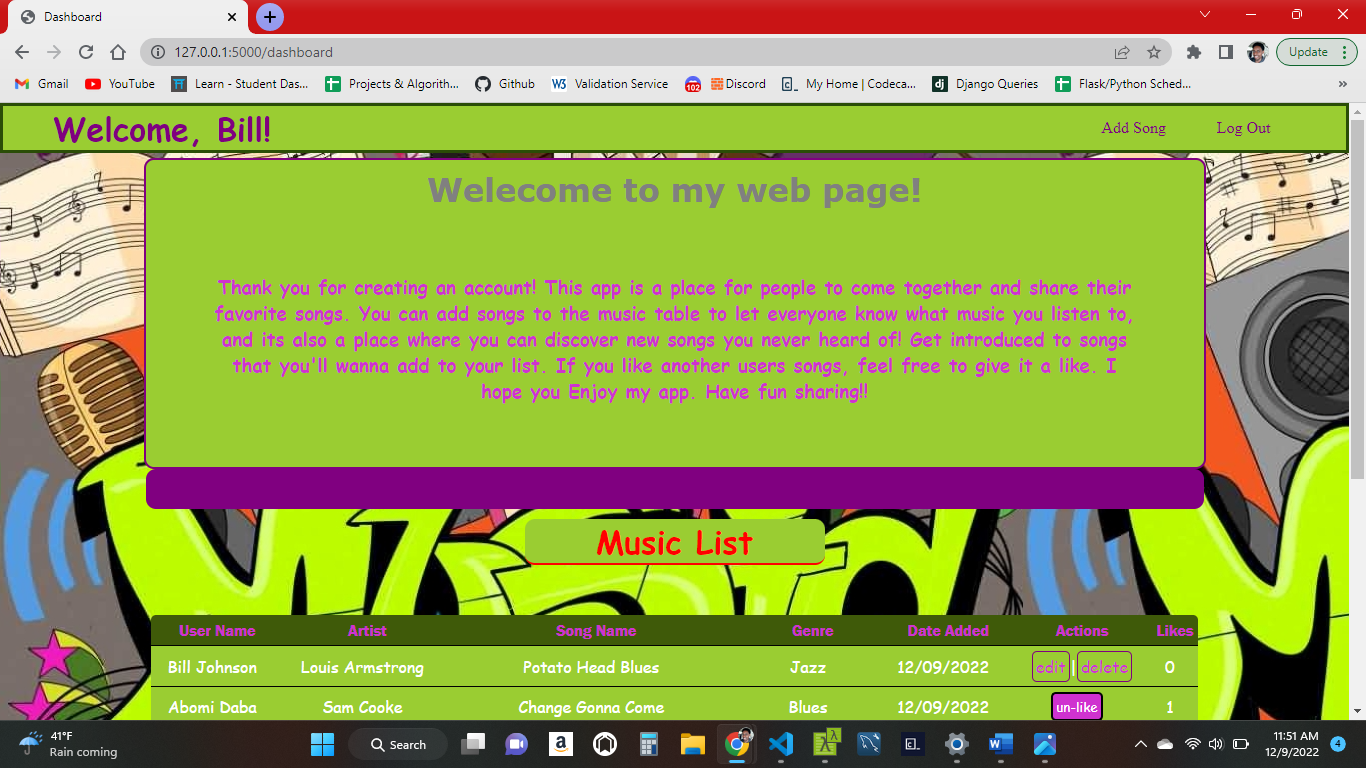 Dashboard
127.0.0.1:5000/dashboard
Update
Gmail
YouTube
Learn - Student Das...
Projects & Algorith...
Github
W3 Validation Service
102 Discord
c_ My Home | Codeca...
dj Django Queries
Flask/Python Sched...
»
Welcome, Bill!
Add Song
Log Out
Welecome to my web page!
Thank you for creating an account! This app is a place for people to come together and share their
favorite songs. You can add songs to the music table to let everyone know what music you listen to,
and its also a place where you can discover new songs you never heard of! Get introduced to songs
that you'll wanna add to your list. If you like another users songs, feel free to give it a like. I
hope you Enjoy my app. Have fun sharing!!
Music List
User Name Artist Song Name Genre Date Added Actions Likes
Bill Johnson Louis Armstrong Potato Head Blues Jazz 12/09/2022 edit | delete 0
Abomi Daba Sam Cooke Change Gonna Come Blues 12/09/2022 un-like 1
41°F
Rain coming
Search
11:51 AM
12/9/2022
4